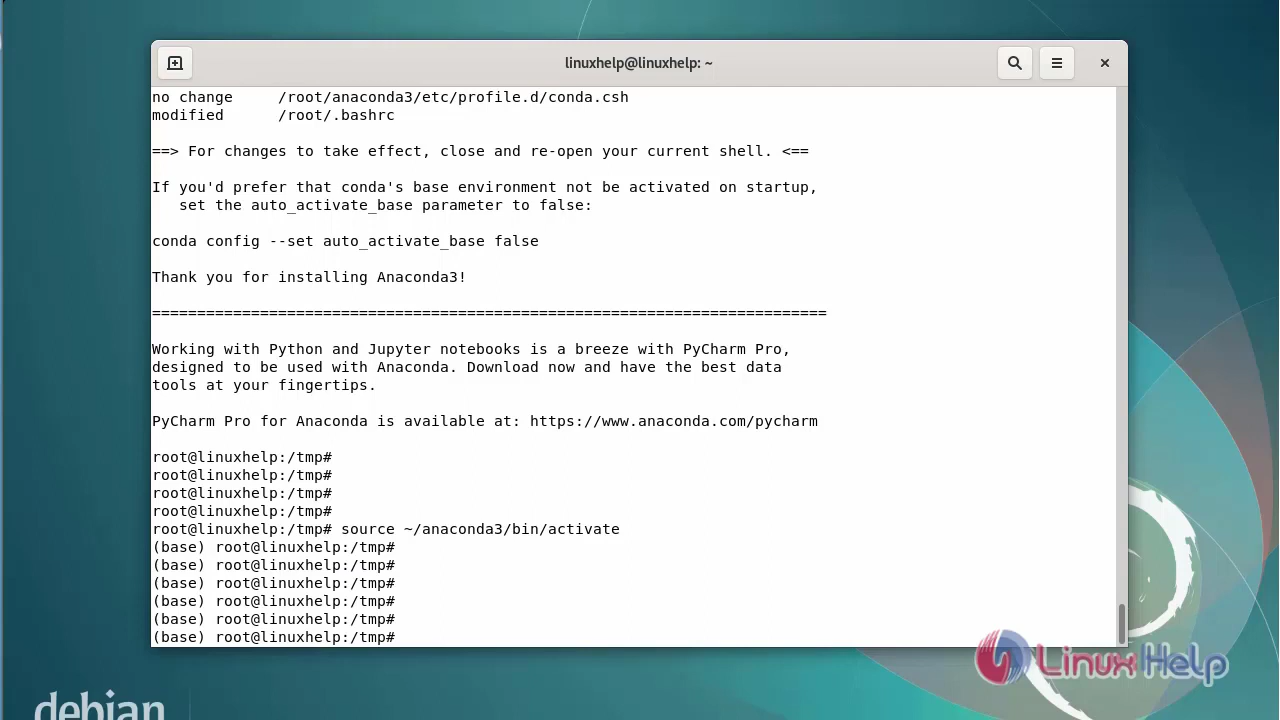 linuxhelp@linuxhelp: ~
no change     /root/anaconda3/etc/profile.d/conda.csh
modified      /root/.bashrc
==> For changes to take effect, close and re-open your current shell. <==
If you'd prefer that conda's base environment not be activated on startup,
   set the auto_activate_base parameter to false:
conda config --set auto_activate_base false
Thank you for installing Anaconda3!
===========================================================================
Working with Python and Jupyter notebooks is a breeze with PyCharm Pro,
designed to be used with Anaconda. Download now and have the best data
tools at your fingertips.
PyCharm Pro for Anaconda is available at: https://www.anaconda.com/pycharm
root@linuxhelp:/tmp#
root@linuxhelp:/tmp#
root@linuxhelp:/tmp#
root@linuxhelp:/tmp#
root@linuxhelp:/tmp# source ~/anaconda3/bin/activate
(base) root@linuxhelp:/tmp#
(base) root@linuxhelp:/tmp#
(base) root@linuxhelp:/tmp#
(base) root@linuxhelp:/tmp#
(base) root@linuxhelp:/tmp#
(base) root@linuxhelp:/tmp#
Linux Help
debian